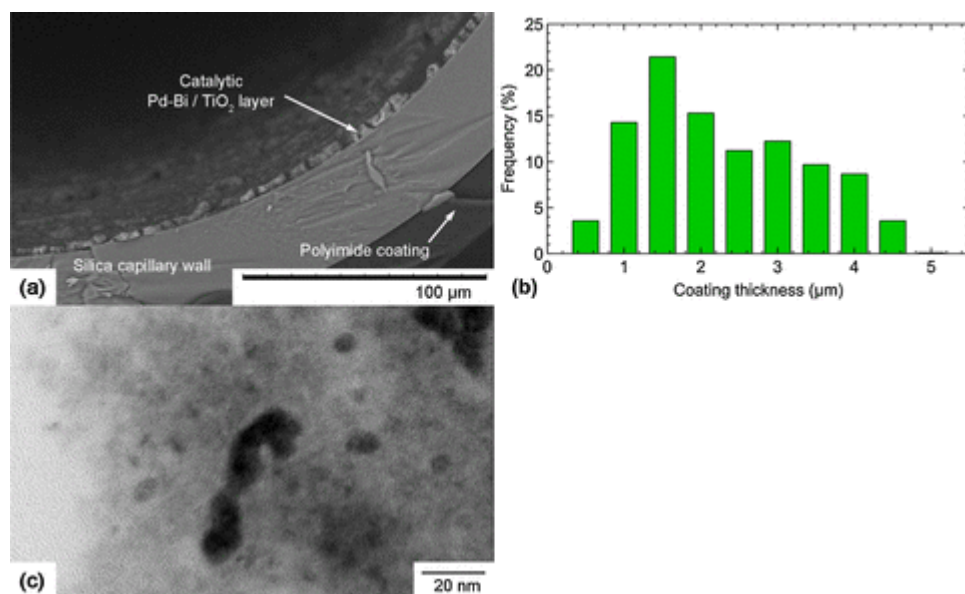 Catalytic
Pd-Bi / TiO₂ layer
Polyimide coating
Silica capillary wall
100 µm
(a)
25
20
15
10
5
0
Frequency (%)
0 1 2 3 4 5
Coating thickness (µm)
(b)
20 nm
(c)